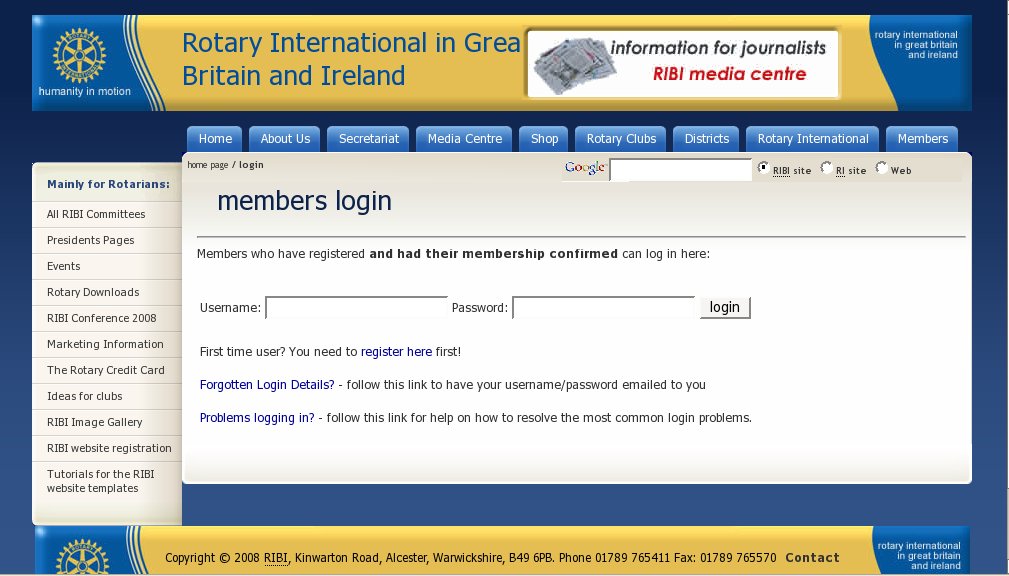 Rotary International in Grea
Britain and Ireland
humanity in motion
information for journalists
RIBI media centre
rotary international
in great britain
and ireland
Home About Us Secretariat Media Centre Shop Rotary Clubs Districts Rotary International Members
home page / login
Google RIBI site RI site Web
members login
Mainly for Rotarians:
All RIBI Committees
Presidents Pages
Events
Rotary Downloads
RIBI Conference 2008
Marketing Information
The Rotary Credit Card
Ideas for clubs
RIBI Image Gallery
RIBI website registration
Tutorials for the RIBI
website templates
Members who have registered and had their membership confirmed can log in here:
Username: Password: login
First time user? You need to register here first!
Forgotten Login Details? - follow this link to have your username/password emailed to you
Problems logging in? - follow this link for help on how to resolve the most common login problems.
Copyright © 2008 RIBI, Kinwarton Road, Alcester, Warwickshire, B49 6PB. Phone 01789 765411 Fax: 01789 765570 Contact
rotary international
in great britain
and ireland